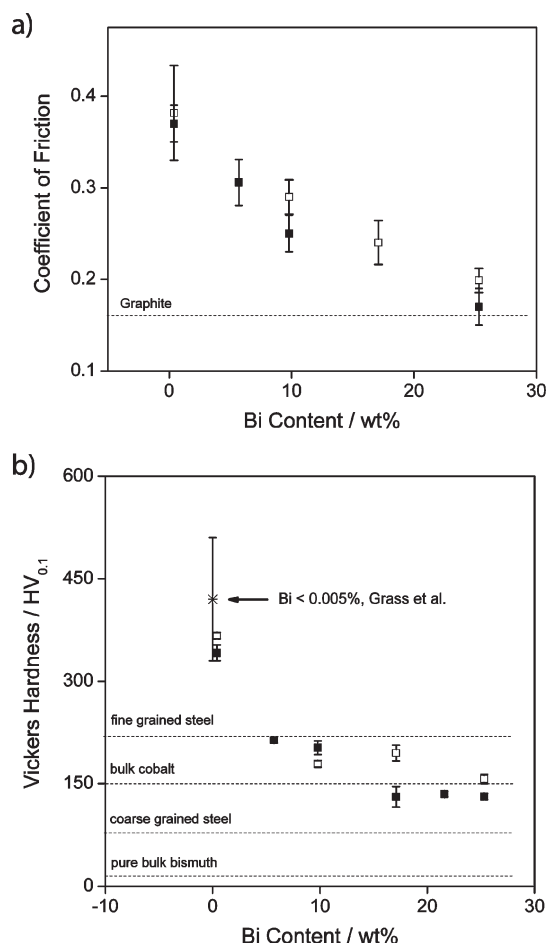 a)
Coefficient of Friction
0.4
0.3
0.2
0.1
Graphite
0
10
20
30
Bi Content / wt%
b)
Vickers Hardness / HV0.1
600
450
300
150
0
Bi < 0.005%, Grass et al.
fine grained steel
bulk cobalt
coarse grained steel
pure bulk bismuth
-10
0
10
20
30
Bi Content / wt%